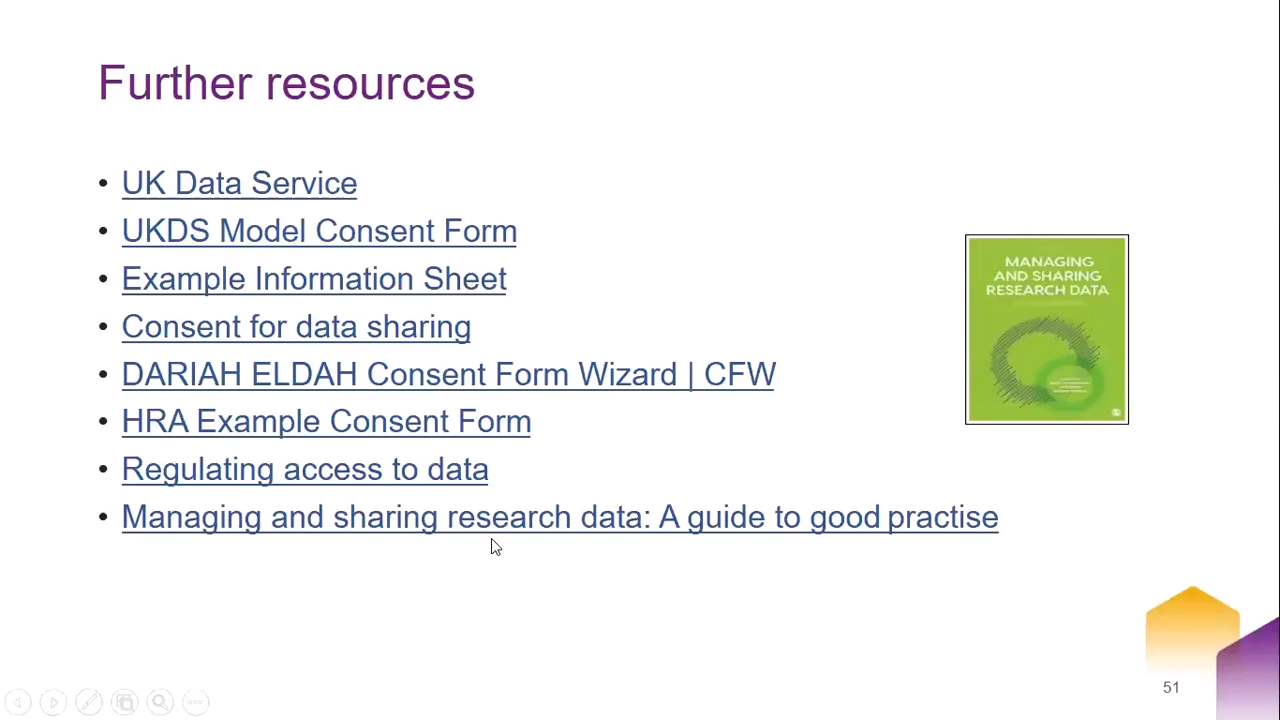 Further resources
• UK Data Service
• UKDS Model Consent Form
• Example Information Sheet
• Consent for data sharing
• DARIAH ELDAH Consent Form Wizard | CFW
• HRA Example Consent Form
• Regulating access to data
• Managing and sharing research data: A guide to good practise
MANAGING
AND SHARING
RESEARCH DATA
51